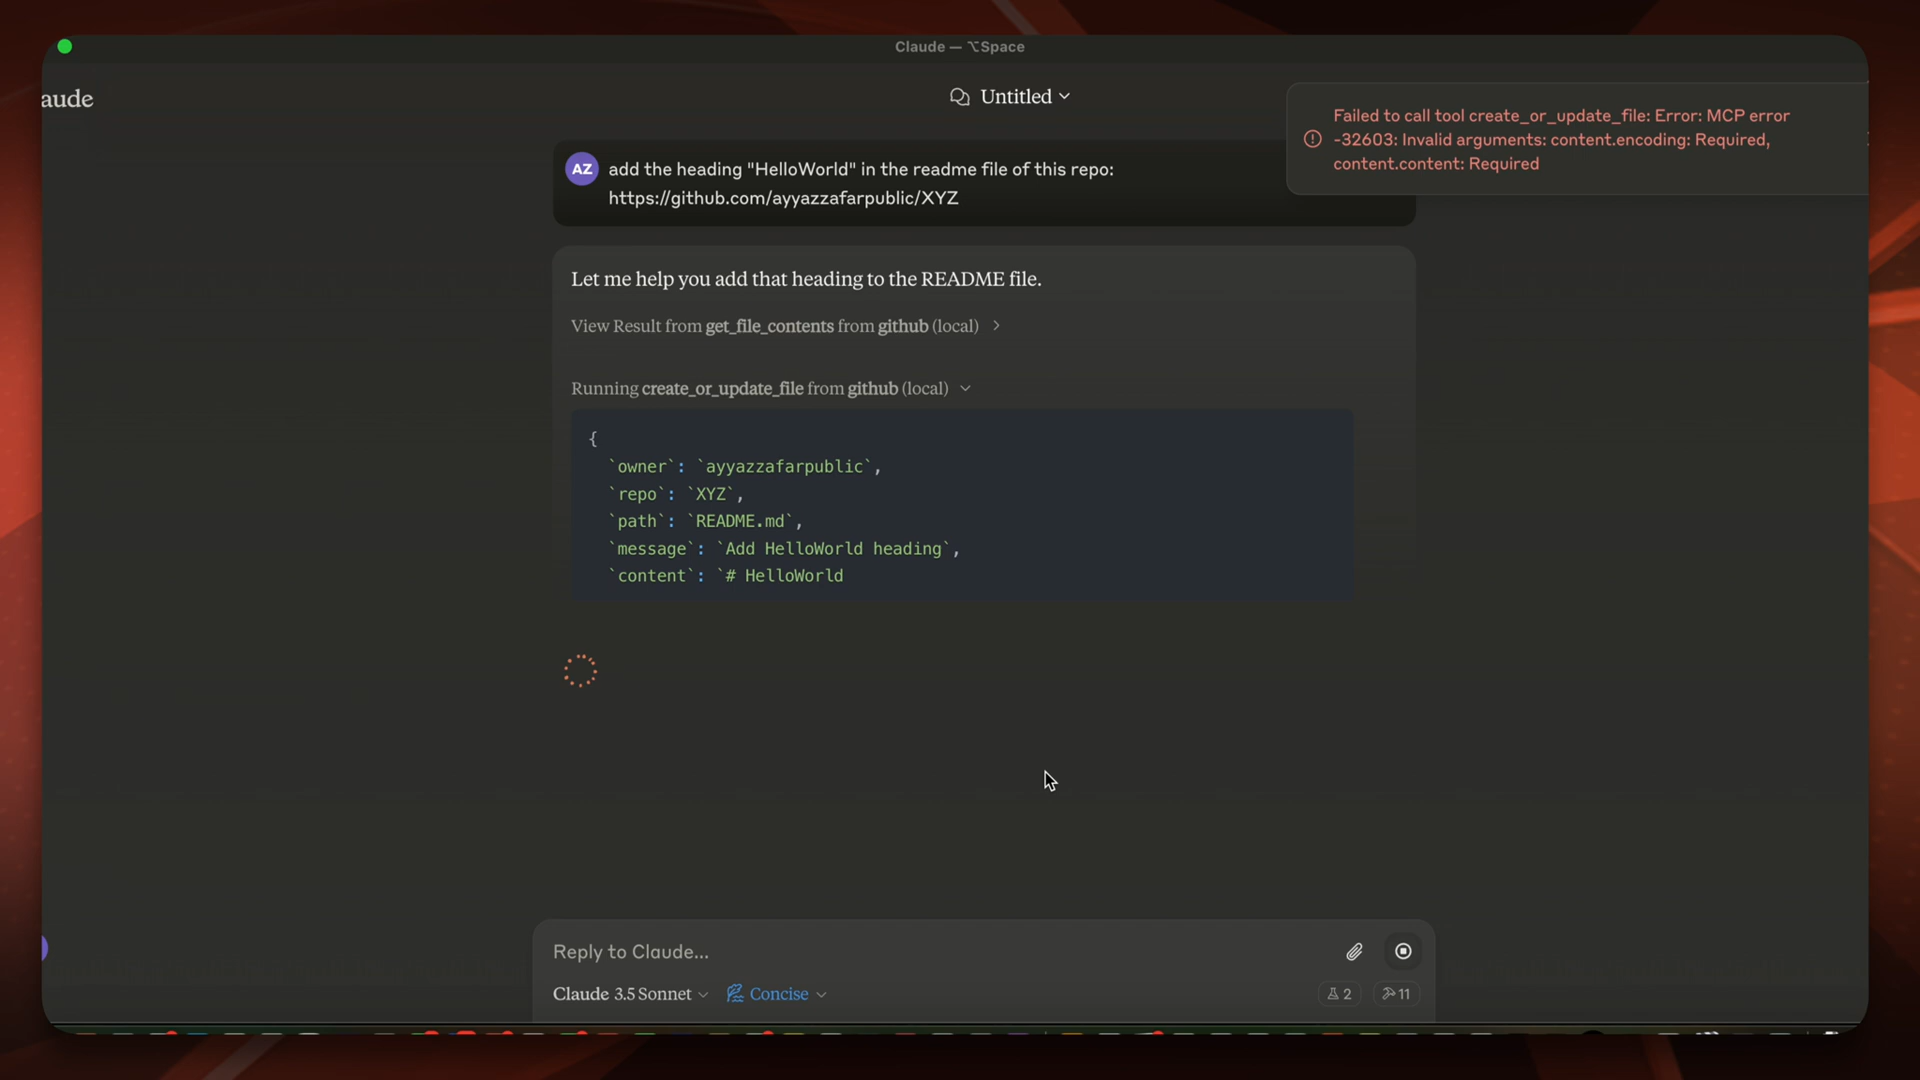 Claude — ⌥Space
aude
Untitled
Failed to call tool create_or_update_file: Error: MCP error
-32603: Invalid arguments: content.encoding: Required,
content.content: Required
AZ
add the heading "HelloWorld" in the readme file of this repo:
https://github.com/ayyazzafarpublic/XYZ
Let me help you add that heading to the README file.
View Result from get_file_contents from github (local)
Running create_or_update_file from github (local)
{
`owner`: `ayyazzafarpublic`,
`repo`: `XYZ`,
`path`: `README.md`,
`message`: `Add HelloWorld heading`,
`content`: `# HelloWorld
Reply to Claude...
Claude 3.5 Sonnet
Concise
2
11